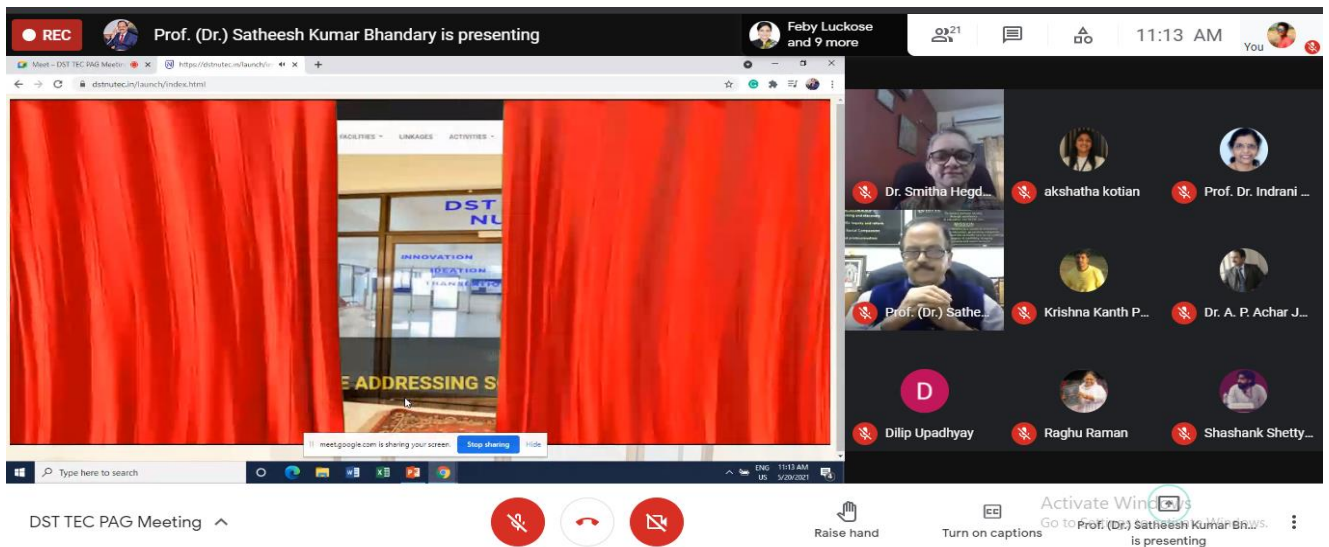 REC
Prof. (Dr.) Satheesh Kumar Bhandary is presenting
Feby Luckose
and 9 more
21
11:13 AM
You
Meet – DST TEC PAG Meetin
https://dstnutec.in/launch/in
dstnutec.in/launch/index.html
FACILITIES
LINKAGES
ACTIVITIES
DST
NU
INNOVATION
IDEATION
E ADDRESSING S
meet.google.com is sharing your screen.
Stop sharing
Hide
Type here to search
ENG
US
11:13 AM
5/20/2021
Dr. Smitha Hegd...
akshatha kotian
Prof. Dr. Indrani ...
Prof. (Dr.) Sathe...
Krishna Kanth P...
Dr. A. P. Achar J...
D
Dilip Upadhyay
Raghu Raman
Shashank Shetty...
DST TEC PAG Meeting
Raise hand
Turn on captions
Activate Windows
Go to Settings to activate Windows.
Prof. (Dr.) Satheesh Kumar Bh...
is presenting